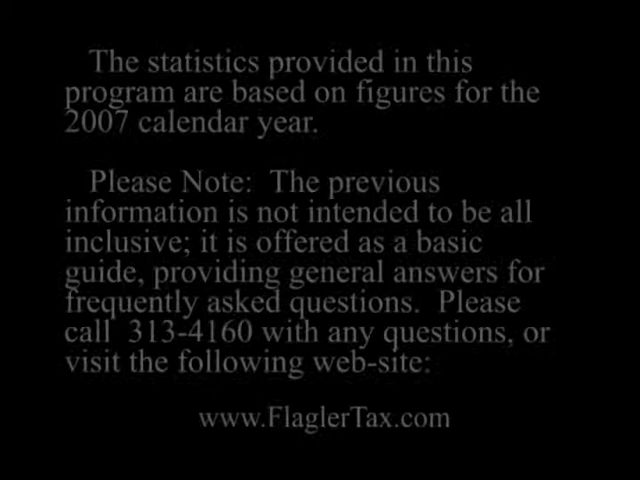 The statistics provided in this
program are based on figures for the
2007 calendar year.
Please Note:  The previous
information is not intended to be all
inclusive; it is offered as a basic
guide, providing general answers for
frequently asked questions.  Please
call  313-4160 with any questions, or
visit the following web-site:
www.FlaglerTax.com